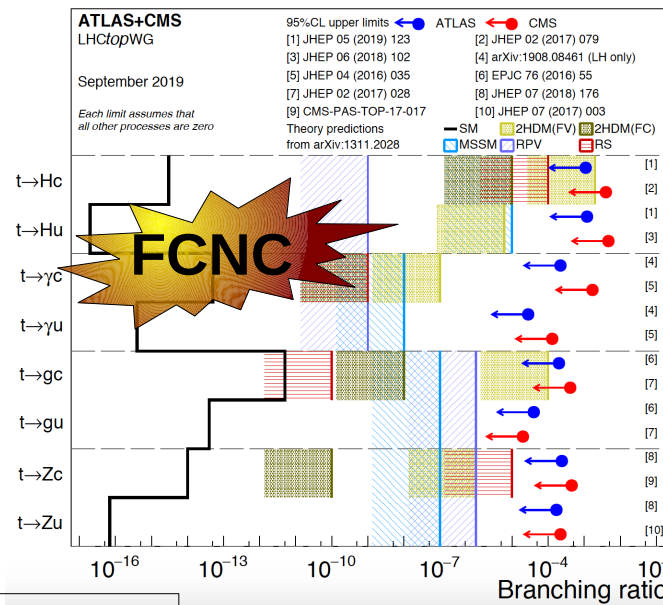 ATLAS+CMS
LHCtopWG
September 2019
Each limit assumes that
all other processes are zero
95%CL upper limits ATLAS CMS
[1] JHEP 05 (2019) 123 [2] JHEP 02 (2017) 079
[3] JHEP 06 (2018) 102 [4] arXiv:1908.08461 (LH only)
[5] JHEP 04 (2016) 035 [6] EPJC 76 (2016) 55
[7] JHEP 02 (2017) 028 [8] JHEP 07 (2018) 176
[9] CMS-PAS-TOP-17-017 [10] JHEP 07 (2017) 003
Theory predictions
from arXiv:1311.2028
SM 2HDM(FV) 2HDM(FC)
MSSM RPV RS
t→Hc [1]
[2]
t→Hu [1]
[3]
FCNC
t→γc [4]
[5]
t→γu [4]
[5]
t→gc [6]
[7]
t→gu [6]
[7]
t→Zc [8]
[9]
t→Zu [8]
[10]
10⁻¹⁶ 10⁻¹³ 10⁻¹⁰ 10⁻⁷ 10⁻⁴ 10
Branching ratio